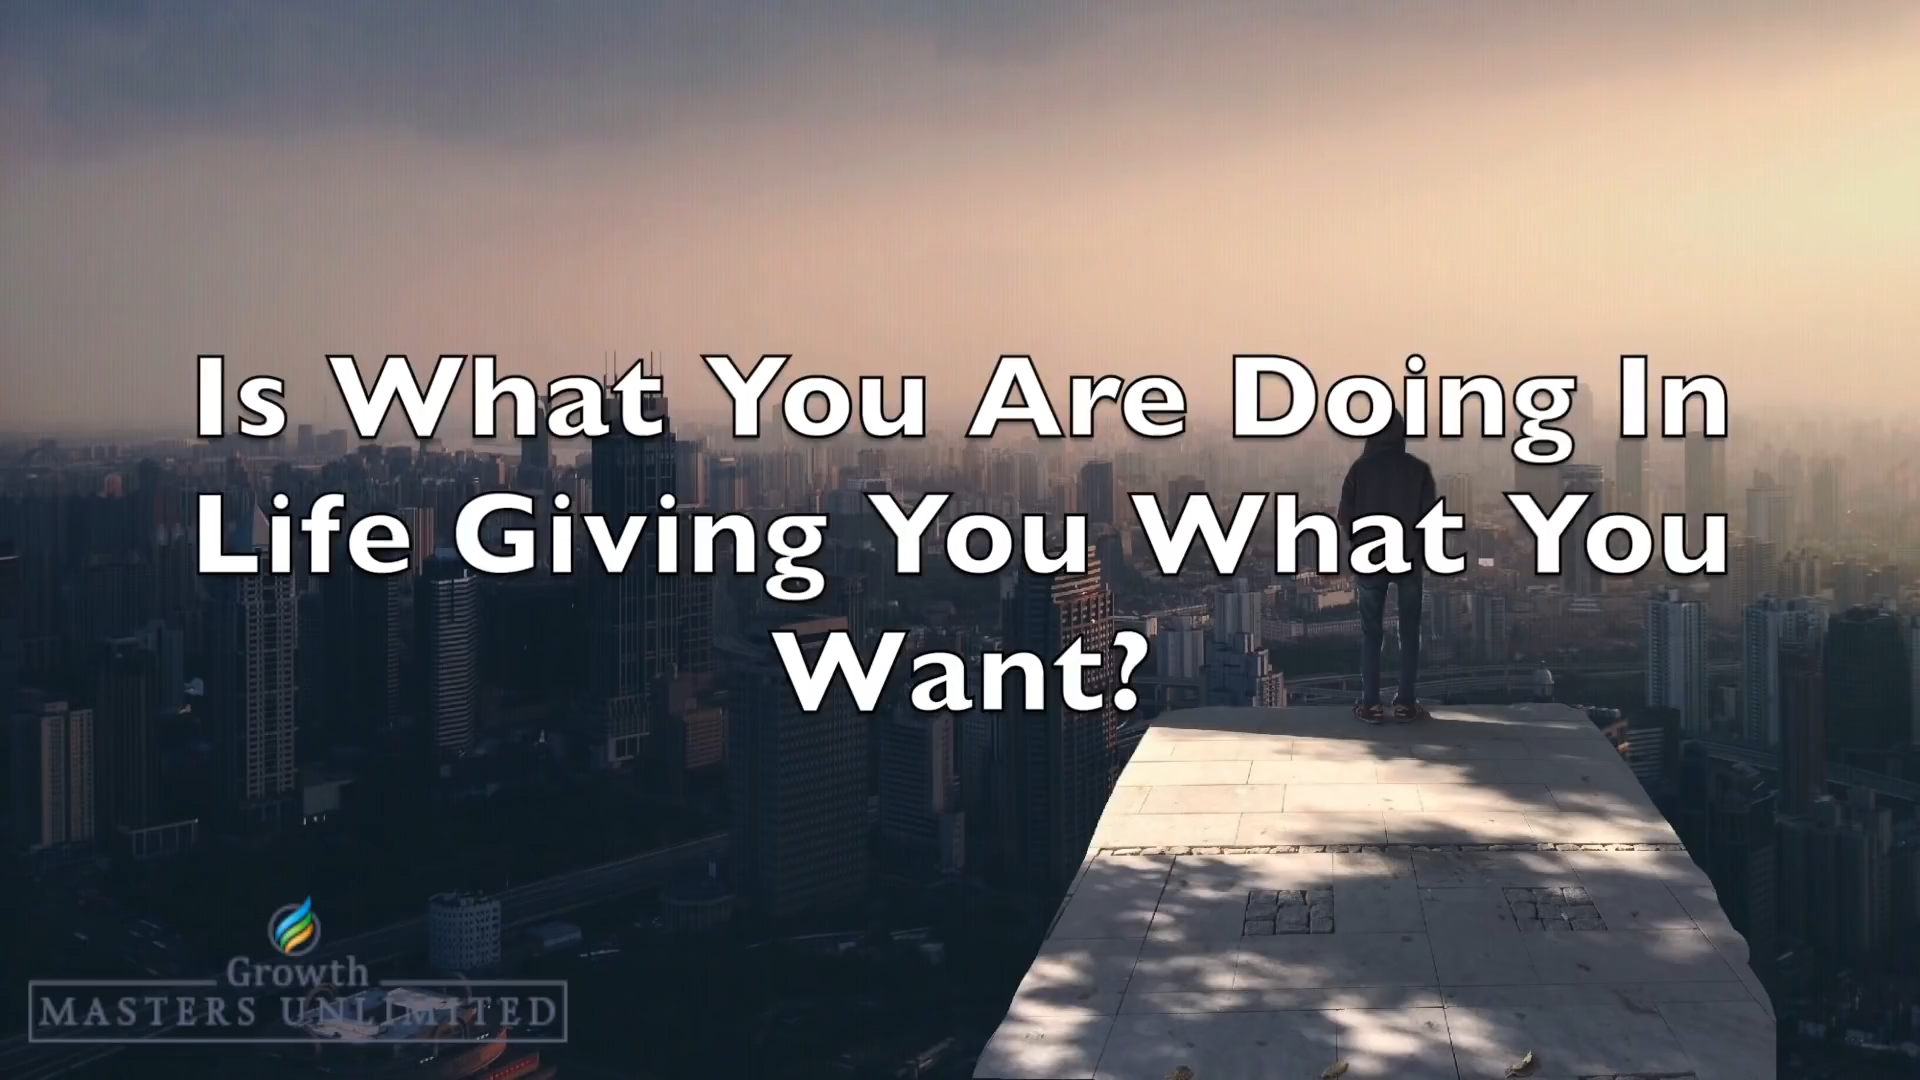 Is What You Are Doing In
Life Giving You What You
Want?
Growth
MASTERS UNLIMITED